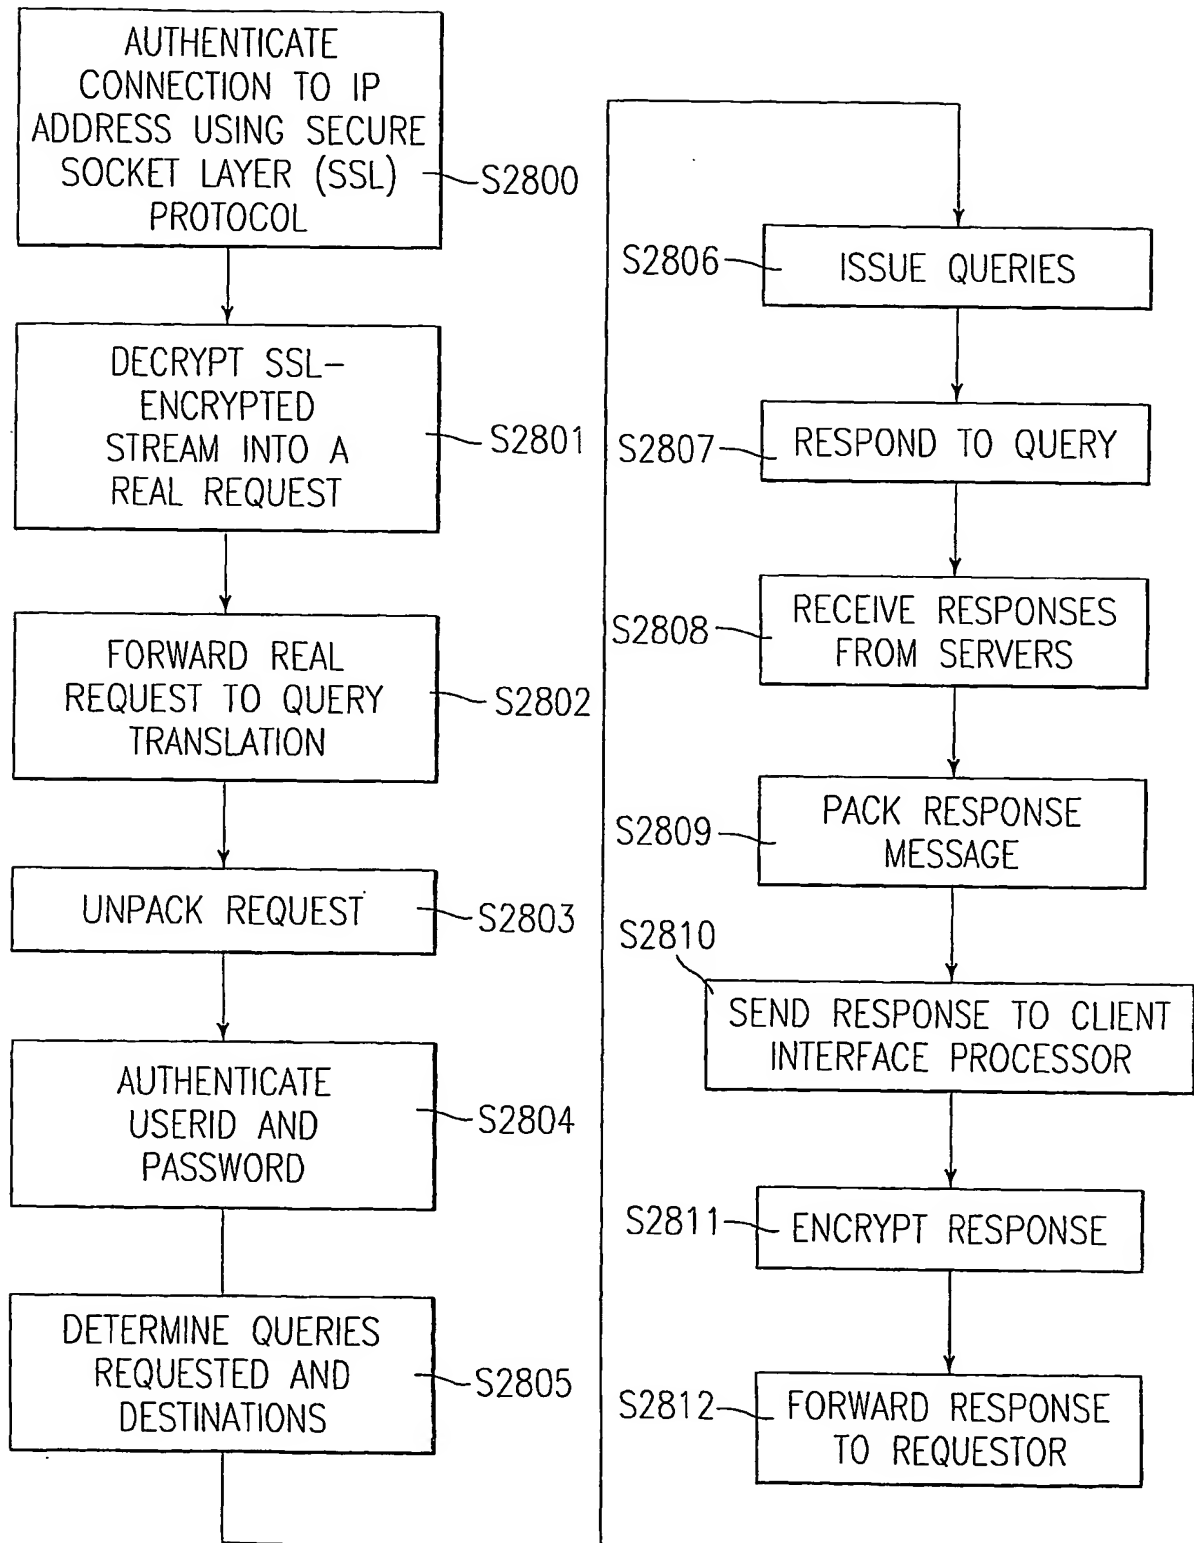 AUTHENTICATE
CONNECTION TO IP
ADDRESS USING SECURE
SOCKET LAYER (SSL)
PROTOCOL
S2800
DECRYPT SSL-
ENCRYPTED
STREAM INTO A
REAL REQUEST
S2801
FORWARD REAL
REQUEST TO QUERY
TRANSLATION
S2802
UNPACK REQUEST
S2803
AUTHENTICATE
USERID AND
PASSWORD
S2804
DETERMINE QUERIES
REQUESTED AND
DESTINATIONS
S2805
S2806
ISSUE QUERIES
S2807
RESPOND TO QUERY
S2808
RECEIVE RESPONSES
FROM SERVERS
S2809
PACK RESPONSE
MESSAGE
S2810
SEND RESPONSE TO CLIENT
INTERFACE PROCESSOR
S2811
ENCRYPT RESPONSE
S2812
FORWARD RESPONSE
TO REQUESTOR